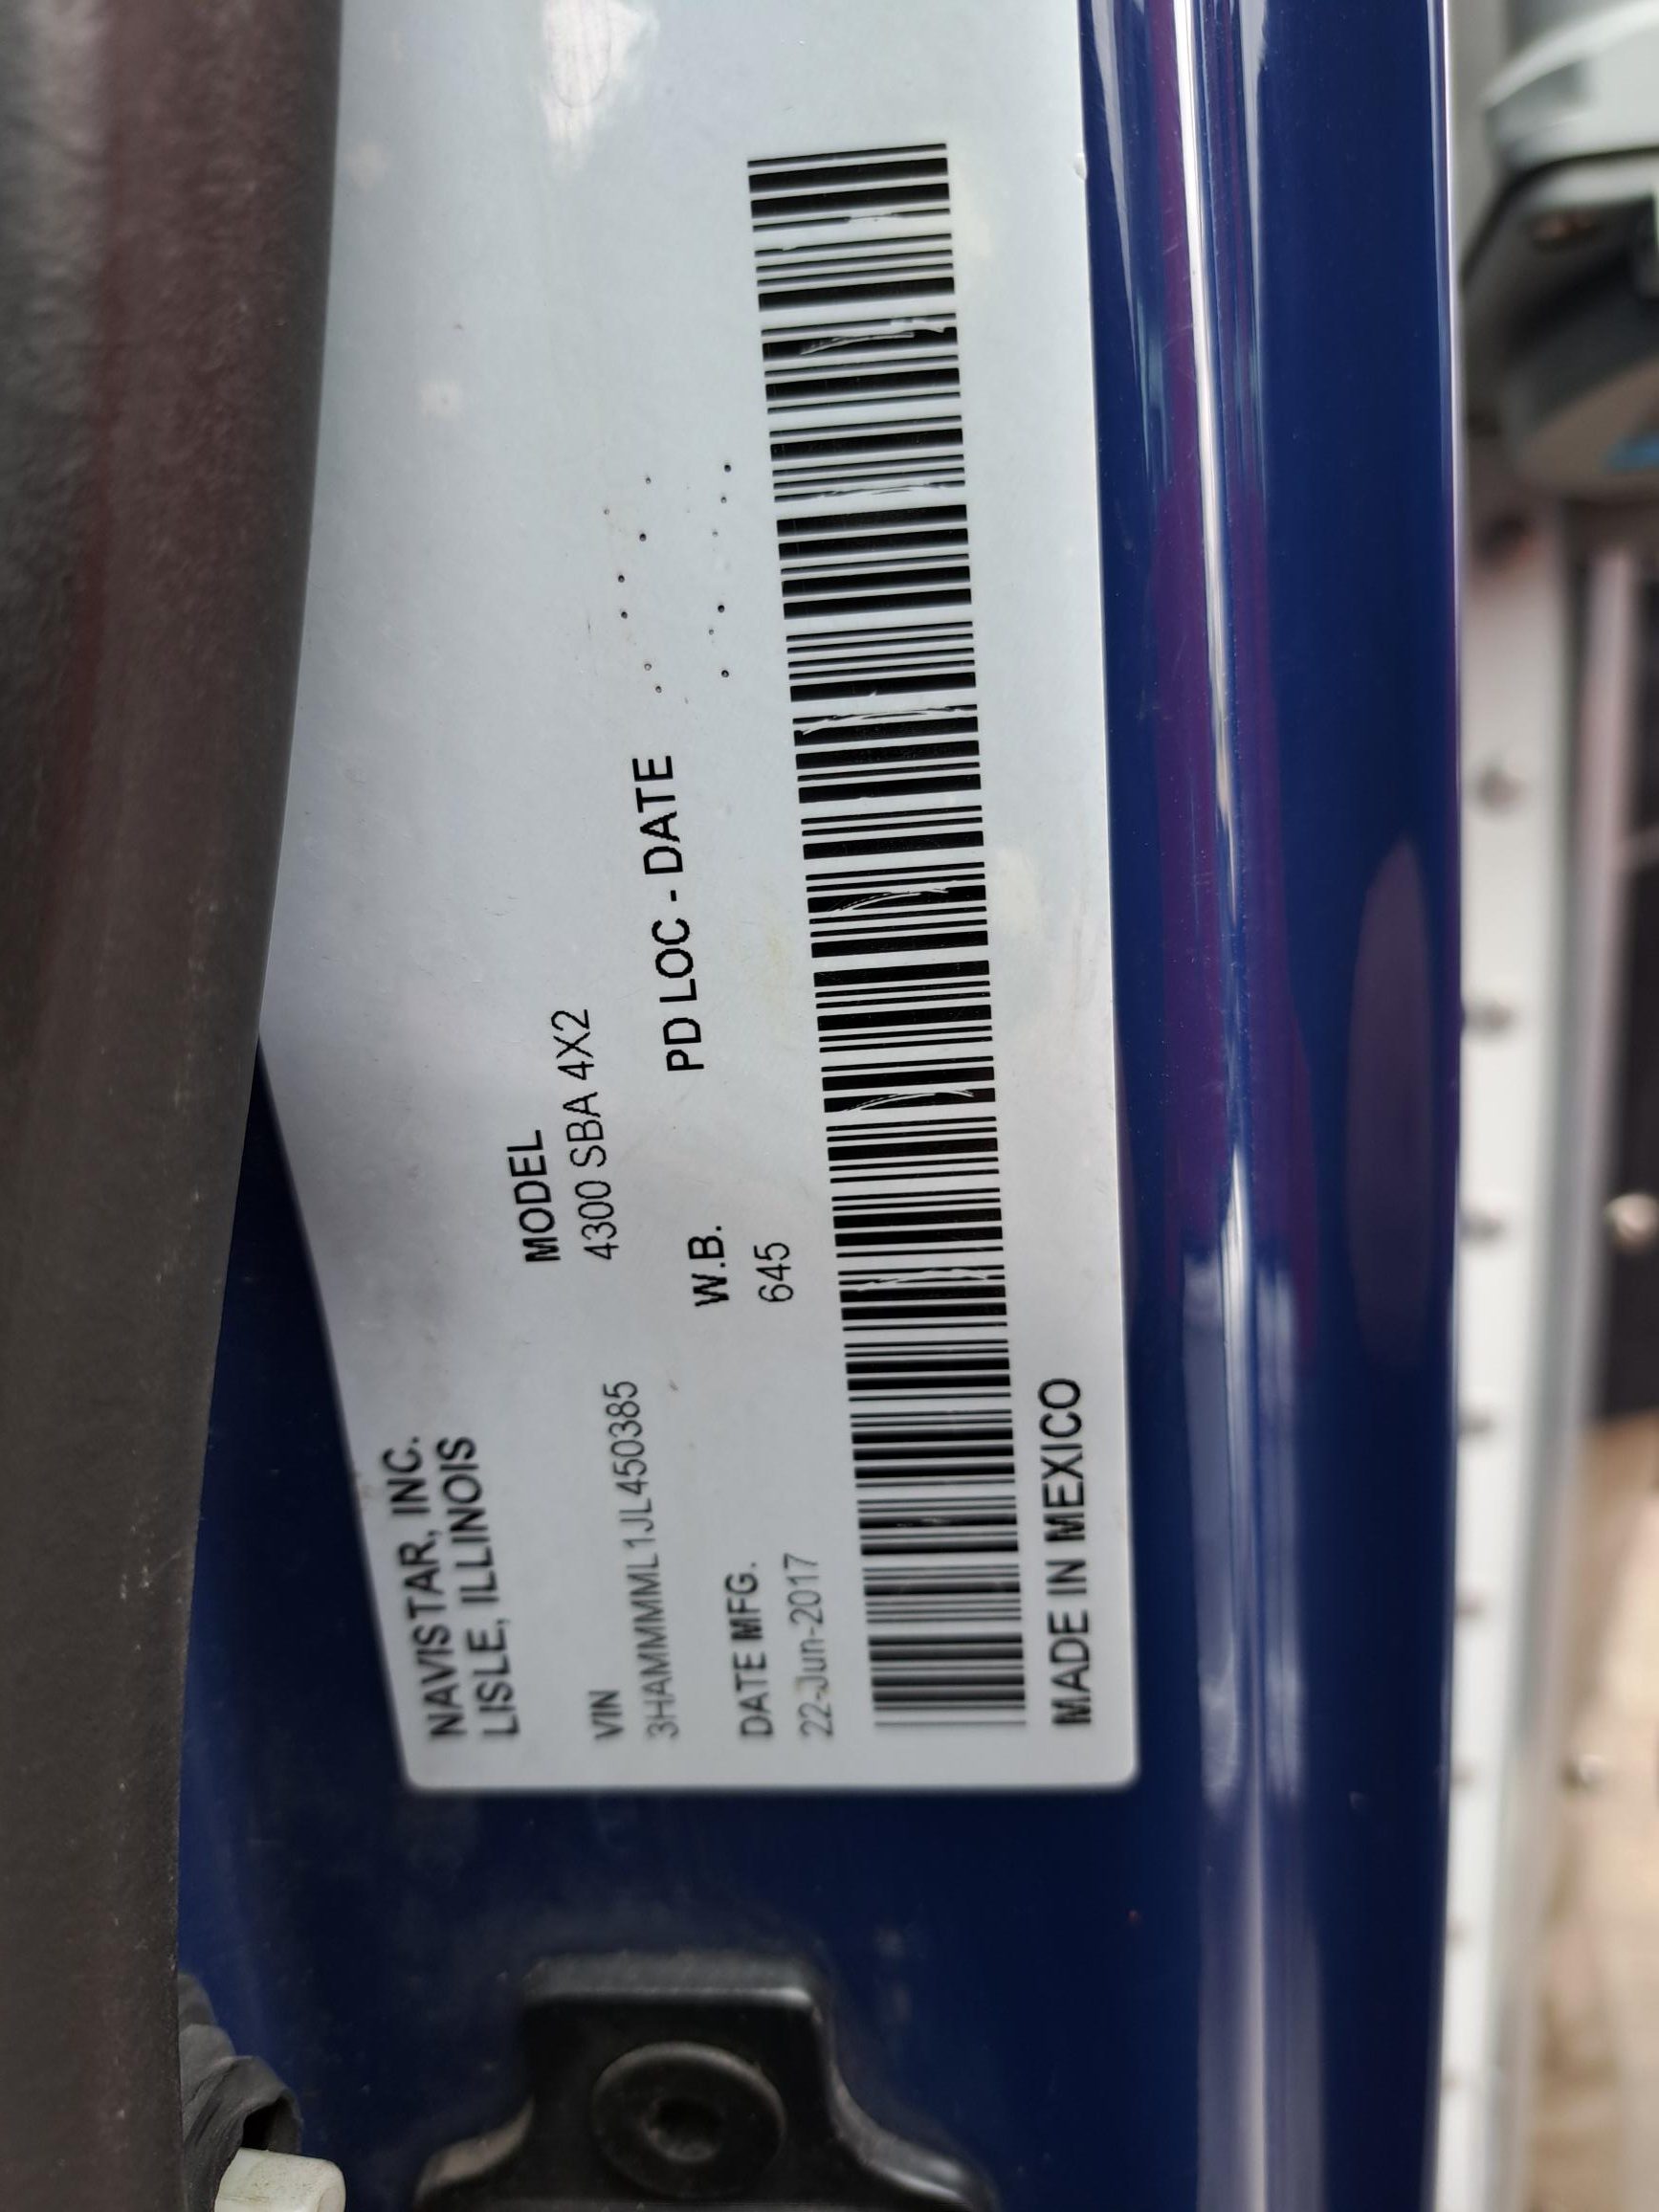 NAVISTAR, INC.
LISLE, ILLINOIS
VIN MODEL
3HAMMMML1JL450385 4300 SBA 4X2
DATE MFG. W.B. PD LOC - DATE
22-Jun-2017 645
MADE IN MEXICO